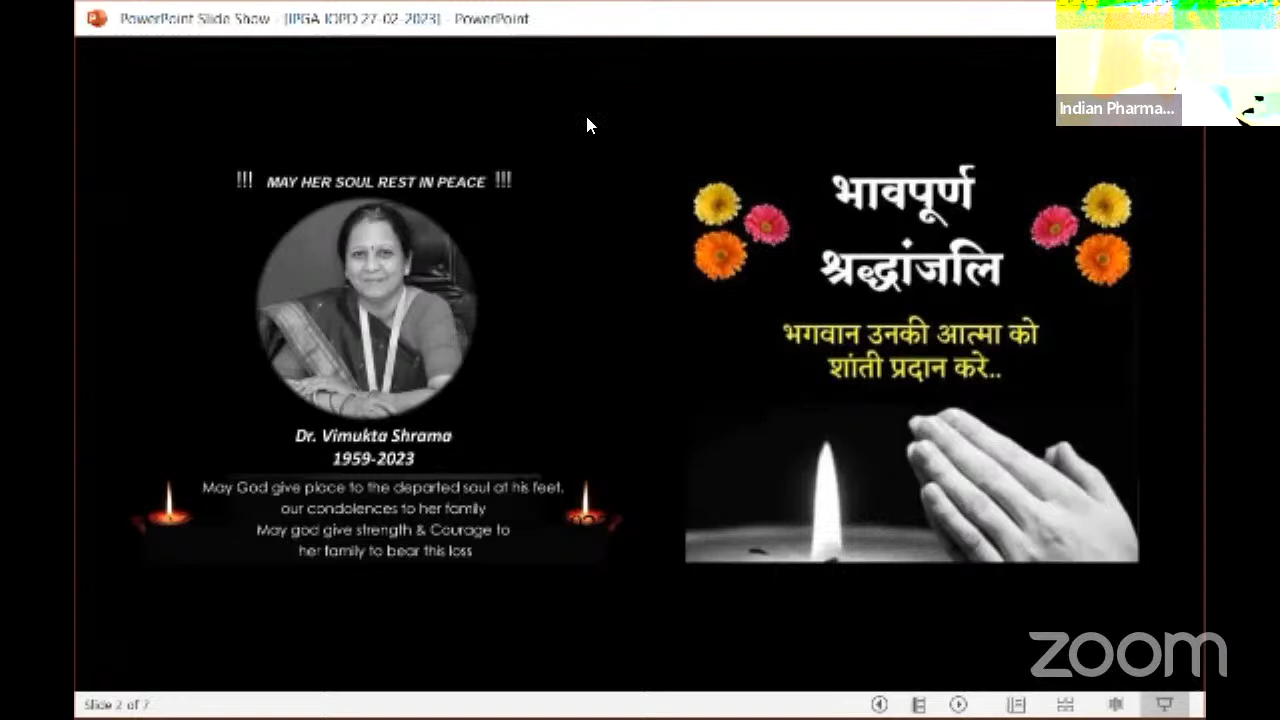 PowerPoint Slide Show - [IPGA IOPD 27-02-2023] - PowerPoint
Indian Pharma...
!!! MAY HER SOUL REST IN PEACE !!!
Dr. Vimukta Shrama
1959-2023
May God give place to the departed soul at his feet,
our condolences to her family
May god give strength & Courage to
her family to bear this loss
भावपूर्ण
श्रद्धांजलि
भगवान उनकी आत्मा को
शांती प्रदान करे..
zoom
Slide 2 of 7